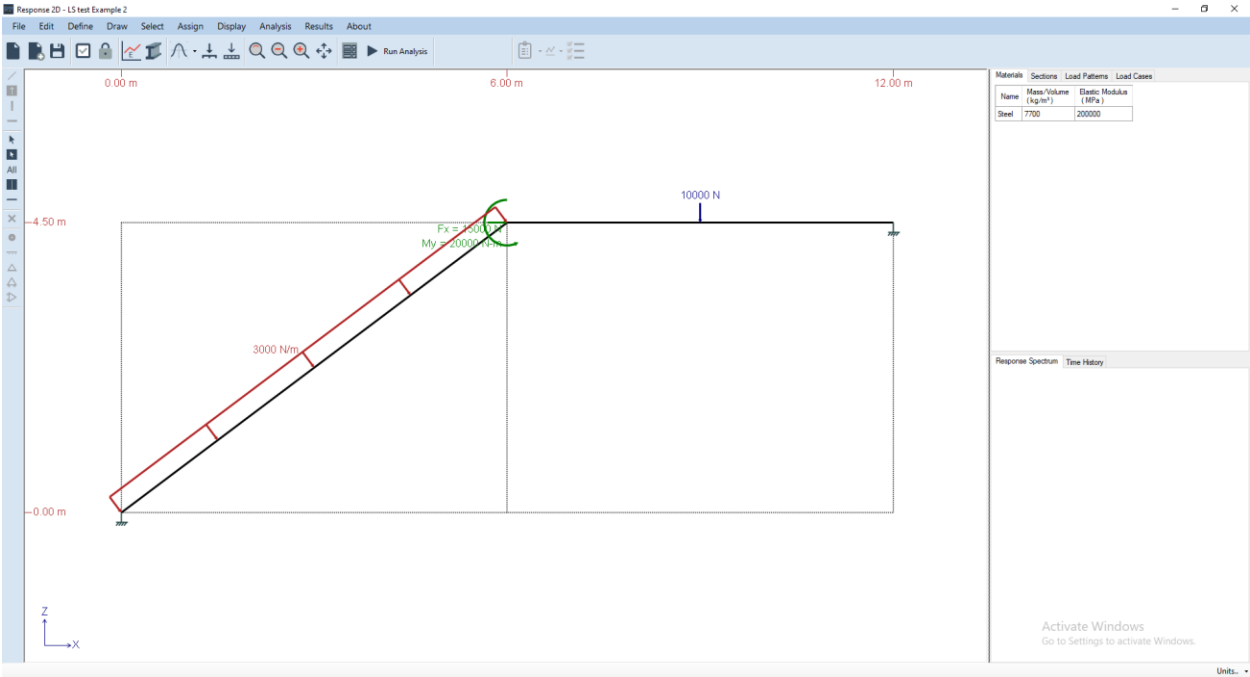 Response 2D - LS test Example 2
File Edit Define Draw Select Assign Display Analysis Results About
Run Analysis
All
0.00 m 6.00 m 12.00 m
10000 N
4.50 m
Fx = 15000 N
My = 20000 N-m
3000 N/m
0.00 m
Z
X
Materials Sections Load Patterns Load Cases
Name Mass/Volume (kg/m³) Elastic Modulus (MPa)
Steel 7700 200000
Response Spectrum Time History
Activate Windows
Go to Settings to activate Windows.
Units..